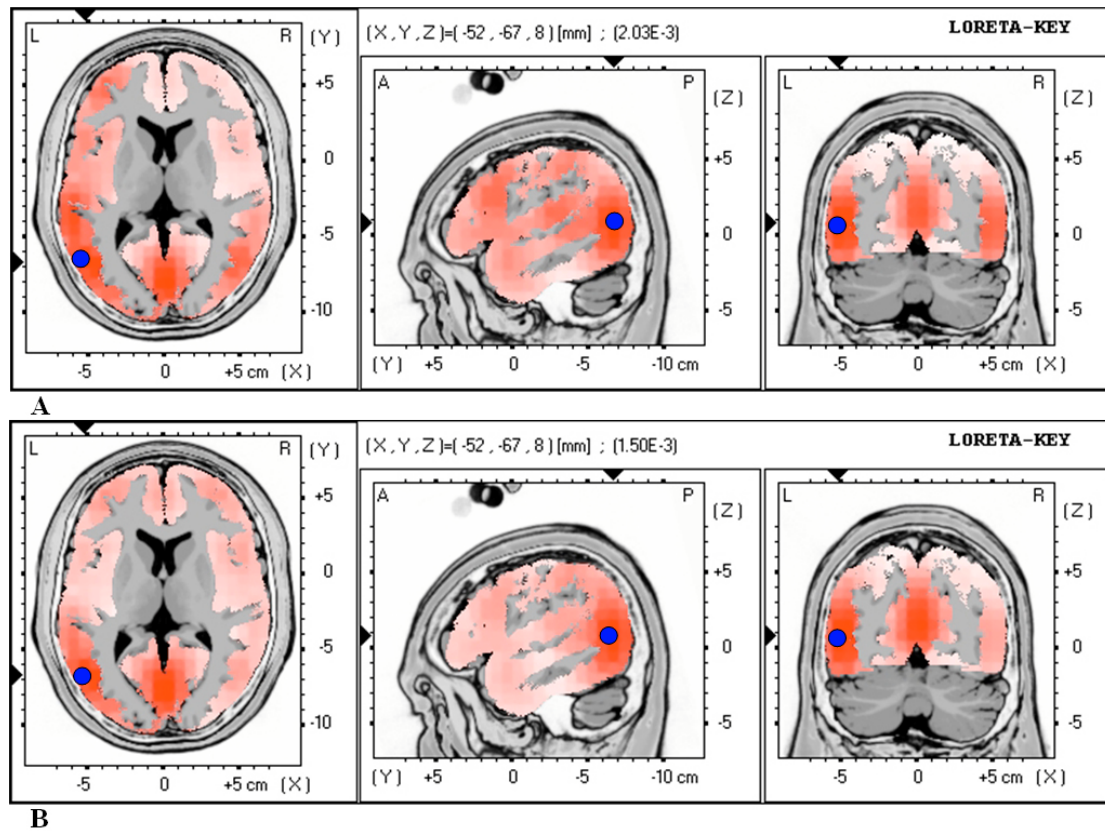 (X, Y, Z)=(-52, -67, 8) [mm] ; (2.03E-3) LORETA-KEY
L R (Y)
+5
0
-5
-10
-5 0 +5 cm (X)
A P (Z)
+5
0
-5
(Y) +5 0 -5 -10 cm
L R (Z)
+5
0
-5
-5 0 +5 cm (X)
A
(X, Y, Z)=(-52, -67, 8) [mm] ; (1.50E-3) LORETA-KEY
L R (Y)
+5
0
-5
-10
-5 0 +5 cm (X)
A P (Z)
+5
0
-5
(Y) +5 0 -5 -10 cm
L R (Z)
+5
0
-5
-5 0 +5 cm (X)
B